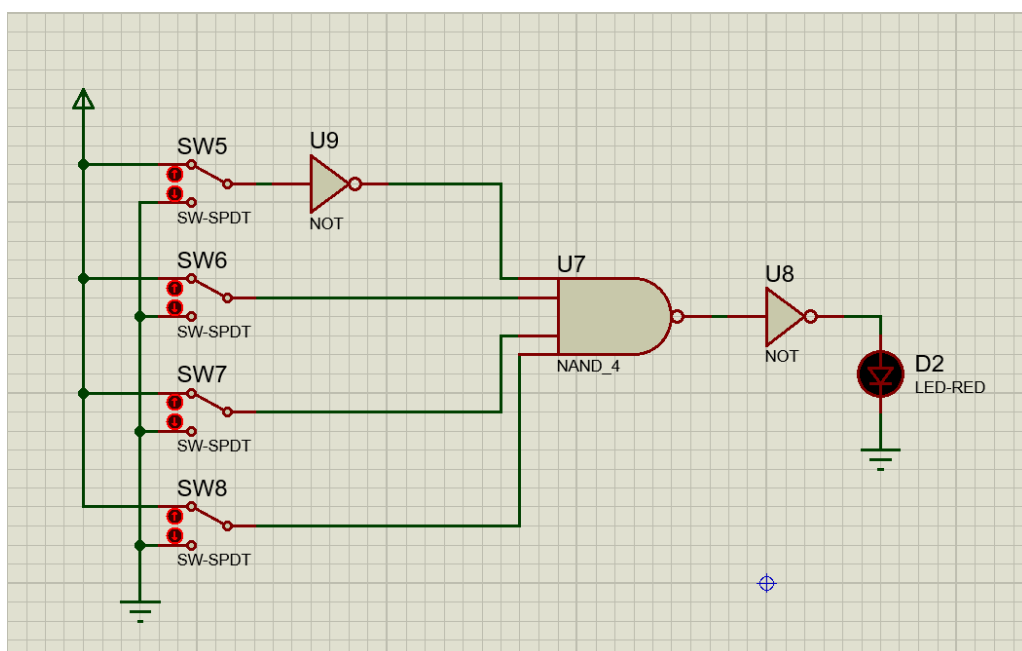 SW5
SW-SPDT
U9
NOT
SW6
SW-SPDT
U7
NAND_4
U8
NOT
SW7
SW-SPDT
D2
LED-RED
SW8
SW-SPDT